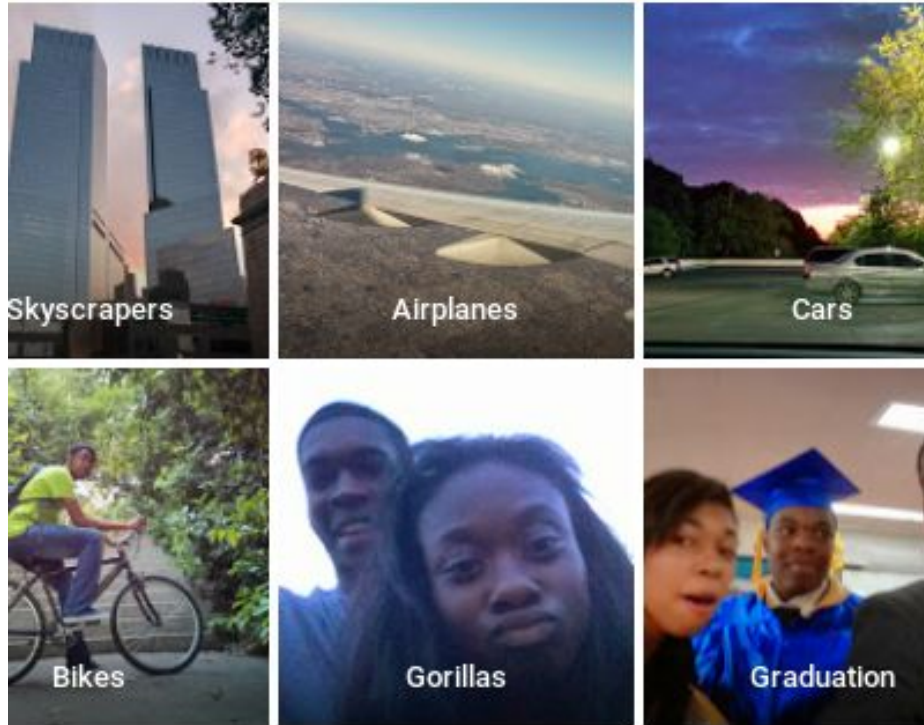 Skyscrapers
Airplanes
Cars
Bikes
Gorillas
Graduation